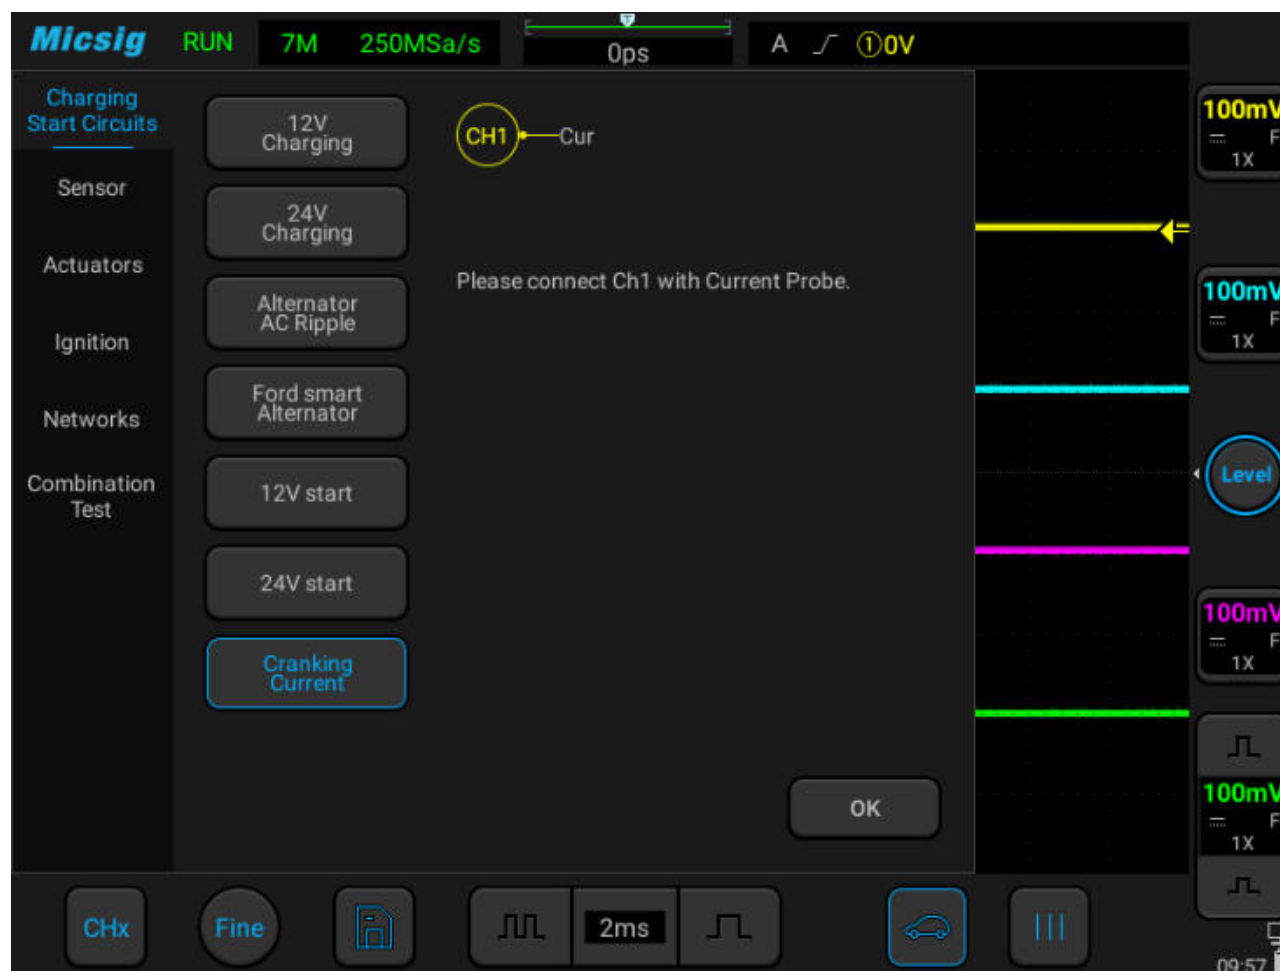 Micsig RUN 7M 250MSa/s 0ps A ①0V
Charging
Start Circuits
Sensor
Actuators
Ignition
Networks
Combination
Test
12V
Charging
24V
Charging
Alternator
AC Ripple
Ford smart
Alternator
12V start
24V start
Cranking
Current
CH1 Cur
Please connect Ch1 with Current Probe.
OK
100mV
F
1X
100mV
F
1X
Level
100mV
F
1X
100mV
F
1X
CHx Fine 2ms
09:57